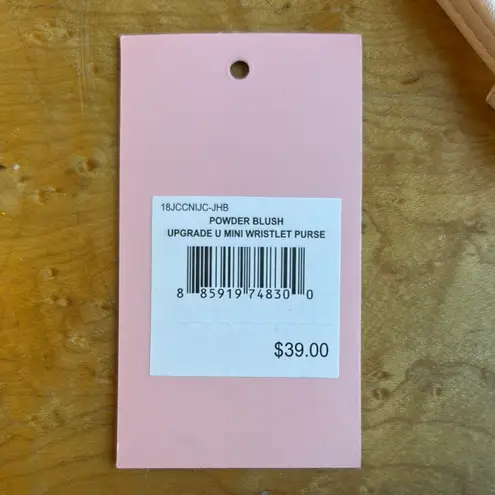 18JCCNIJC-JHB
POWDER BLUSH
UPGRADE U MINI WRISTLET PURSE
8 85919 74830 0
$39.00